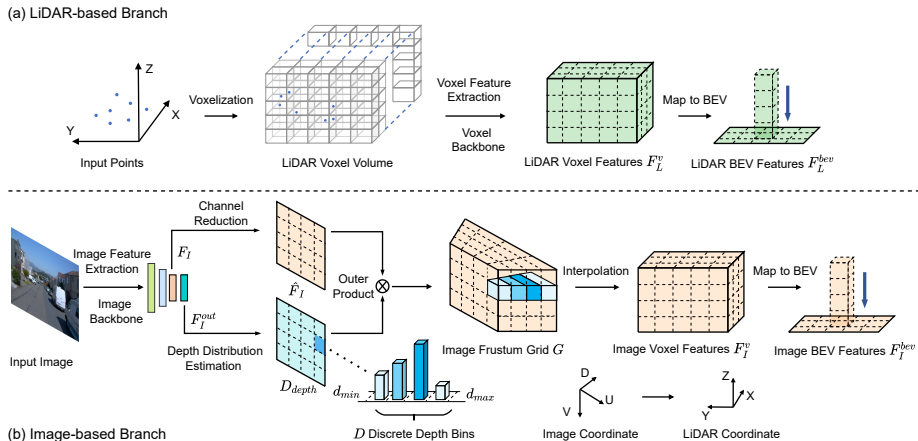 (a) LiDAR-based Branch
Z
X
Y
Input Points
Voxelization
LiDAR Voxel Volume
Voxel Feature
Extraction
Voxel
Backbone
LiDAR Voxel Features $F_L^v$
Map to BEV
LiDAR BEV Features $F_L^{bev}$
Input Image
Image Feature
Extraction
Image
Backbone
$F_I$
$F_I^{out}$
Channel
Reduction
Depth Distribution
Estimation
$\hat{F}_I$
$D_{depth}$
Outer
Product
$d_{min}$
$d_{max}$
$D$ Discrete Depth Bins
Image Frustum Grid $G$
Interpolation
Image Voxel Features $F_I^v$
Map to BEV
Image BEV Features $F_I^{bev}$
D
U
V
Image Coordinate
Z
X
Y
LiDAR Coordinate
(b) Image-based Branch